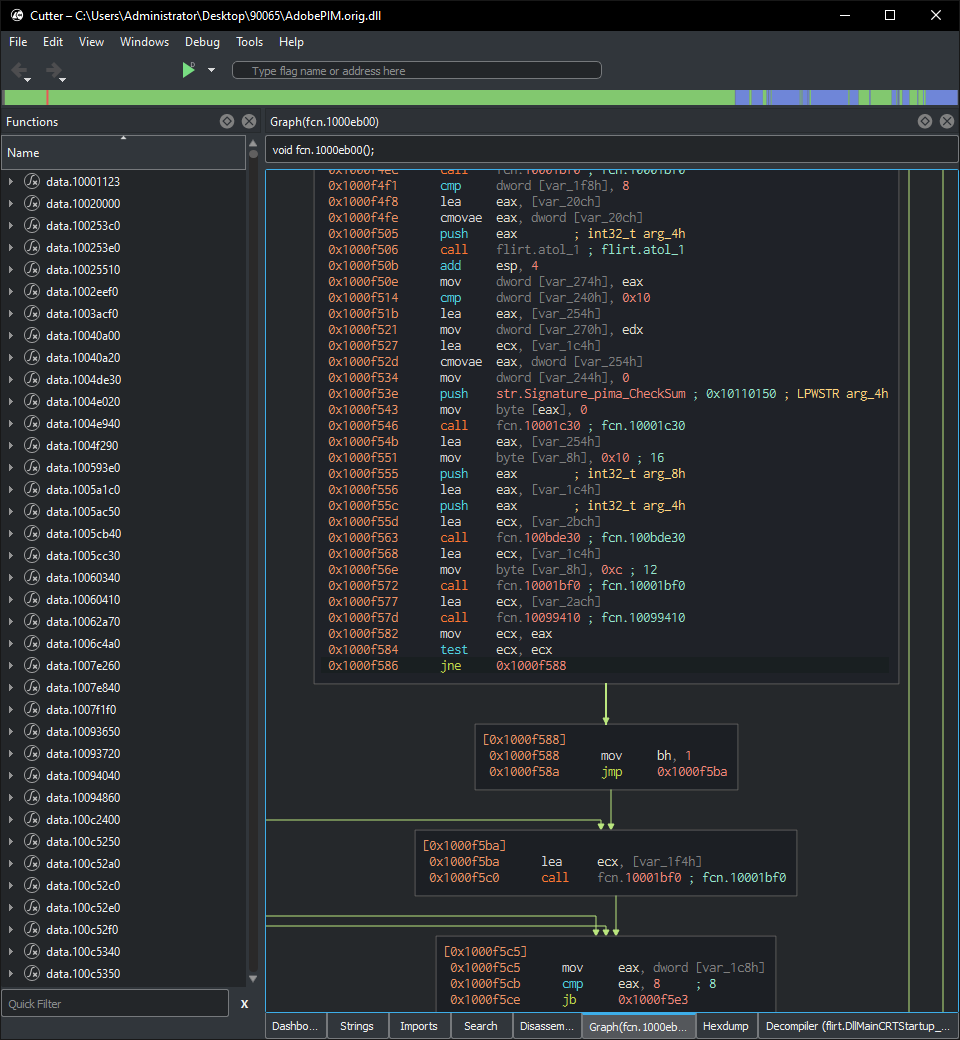 Cutter – C:\Users\Administrator\Desktop\90065\AdobePIM.orig.dll
File Edit View Windows Debug Tools Help
Type flag name or address here
Functions
Name
data.10001123
data.10020000
data.100253c0
data.100253e0
data.10025510
data.1002eef0
data.1003acf0
data.10040a00
data.10040a20
data.1004de30
data.1004e020
data.1004e940
data.1004f290
data.100593e0
data.1005a1c0
data.1005ac50
data.1005cb40
data.1005cc30
data.10060340
data.10060410
data.10062a70
data.1006c4a0
data.1007e260
data.1007e840
data.1007f1f0
data.10093650
data.10093720
data.10094040
data.10094860
data.100c2400
data.100c5250
data.100c52a0
data.100c52c0
data.100c52e0
data.100c52f0
data.100c5340
data.100c5350
Quick Filter X
Graph(fcn.1000eb00)
void fcn.1000eb00();
0x1000f4ec call fcn.10001bf0 ; fcn.10001bf0
0x1000f4f1 cmp dword [var_1f8h], 8
0x1000f4f8 lea eax, [var_20ch]
0x1000f4fe cmovae eax, dword [var_20ch]
0x1000f505 push eax ; int32_t arg_4h
0x1000f506 call flirt.atol_1 ; flirt.atol_1
0x1000f50b add esp, 4
0x1000f50e mov dword [var_274h], eax
0x1000f514 cmp dword [var_240h], 0x10
0x1000f51b lea eax, [var_254h]
0x1000f521 mov dword [var_270h], edx
0x1000f527 lea ecx, [var_1c4h]
0x1000f52d cmovae eax, dword [var_254h]
0x1000f534 mov dword [var_244h], 0
0x1000f53e push str.Signature_pima_CheckSum ; 0x10110150 ; LPWSTR arg_4h
0x1000f543 mov byte [eax], 0
0x1000f546 call fcn.10001c30 ; fcn.10001c30
0x1000f54b lea eax, [var_254h]
0x1000f551 mov byte [var_8h], 0x10 ; 16
0x1000f555 push eax ; int32_t arg_8h
0x1000f556 lea eax, [var_1c4h]
0x1000f55c push eax ; int32_t arg_4h
0x1000f55d lea ecx, [var_2bch]
0x1000f563 call fcn.100bde30 ; fcn.100bde30
0x1000f568 lea ecx, [var_1c4h]
0x1000f56e mov byte [var_8h], 0xc ; 12
0x1000f572 call fcn.10001bf0 ; fcn.10001bf0
0x1000f577 lea ecx, [var_2ach]
0x1000f57d call fcn.10099410 ; fcn.10099410
0x1000f582 mov ecx, eax
0x1000f584 test ecx, ecx
0x1000f586 jne 0x1000f588
[0x1000f588]
0x1000f588 mov bh, 1
0x1000f58a jmp 0x1000f5ba
[0x1000f5ba]
0x1000f5ba lea ecx, [var_1f4h]
0x1000f5c0 call fcn.10001bf0 ; fcn.10001bf0
[0x1000f5c5]
0x1000f5c5 mov eax, dword [var_1c8h]
0x1000f5cb cmp eax, 8 ; 8
0x1000f5ce jb 0x1000f5e3
Dashbo... Strings Imports Search Disassem... Graph(fcn.1000eb... Hexdump Decompiler (flirt.DllMainCRTStartup_...